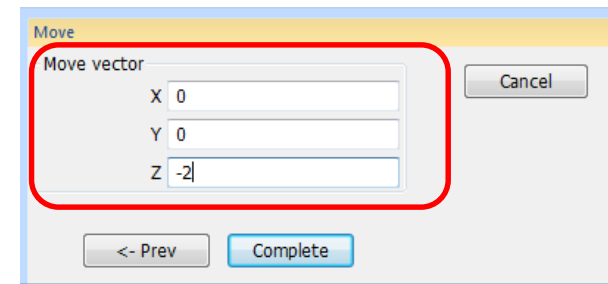 Move
Move vector
Cancel
X 0
Y 0
Z -2
<- Prev Complete